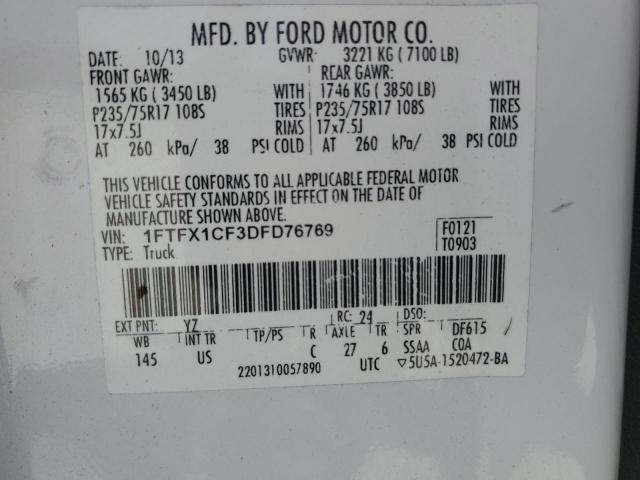 MFD. BY FORD MOTOR CO.
DATE: 10/13 GVWR: 3221 KG (7100 LB)
FRONT GAWR: REAR GAWR:
1565 KG (3450 LB) WITH 1746 KG (3850 LB) WITH
P235/75R17 108S TIRES P235/75R17 108S TIRES
17x7.5J RIMS 17x7.5J RIMS
AT 260 kPa/ 38 PSI COLD AT 260 kPa/ 38 PSI COLD
THIS VEHICLE CONFORMS TO ALL APPLICABLE FEDERAL MOTOR
VEHICLE SAFETY STANDARDS IN EFFECT ON THE DATE OF
MANUFACTURE SHOWN ABOVE.
VIN: 1FTFX1CF3DFD76769 F0121
TYPE: Truck T0903
EXT PNT: YZ RC: 24 DSO:
WB INT TR TP/PS R AXLE TR SPR DF615
145 US C 27 6 SSAA COA
2201310057890 UTC ▽5U5A-1520472-BA